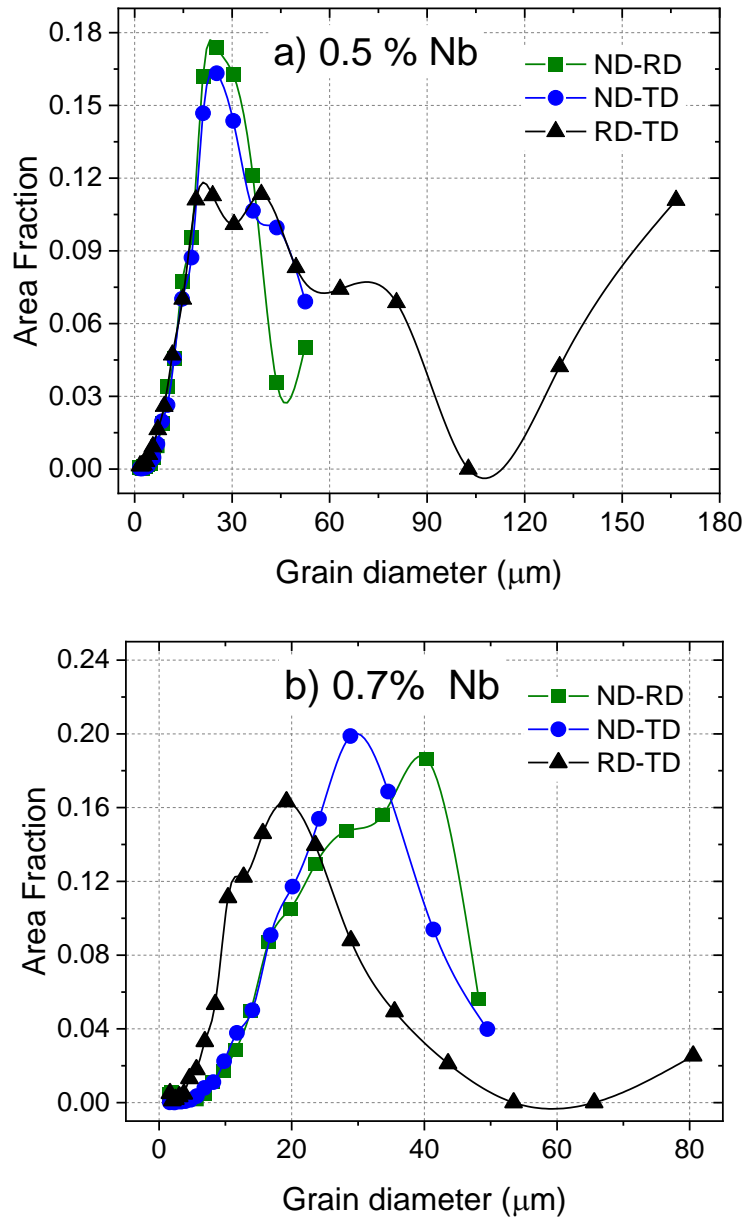 a) 0.5 % Nb
ND-RD
ND-TD
RD-TD
0.18
0.15
0.12
0.09
0.06
0.03
0.00
Area Fraction
0 30 60 90 120 150 180
Grain diameter (μm)
b) 0.7% Nb
ND-RD
ND-TD
RD-TD
0.24
0.20
0.16
0.12
0.08
0.04
0.00
Area Fraction
0 20 40 60 80
Grain diameter (μm)